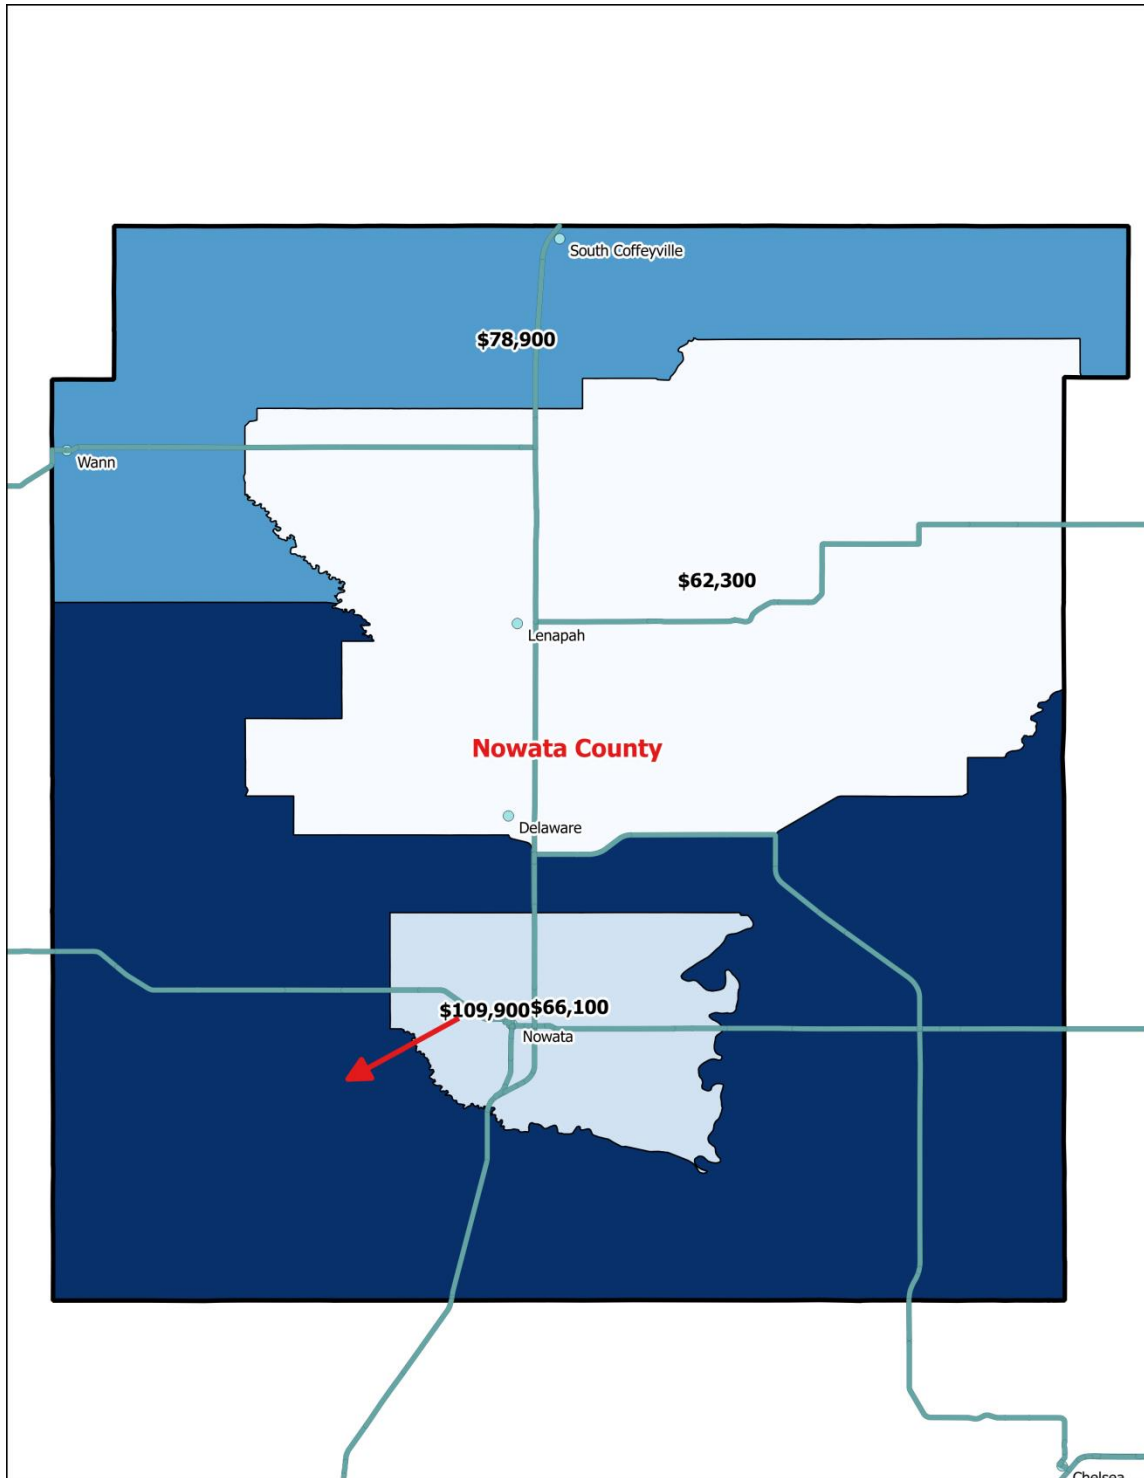 South Coffeyville
$78,900
Wann
$62,300
Lenapah
Nowata County
Delaware
$109,900
$66,100
Nowata
Chelsea